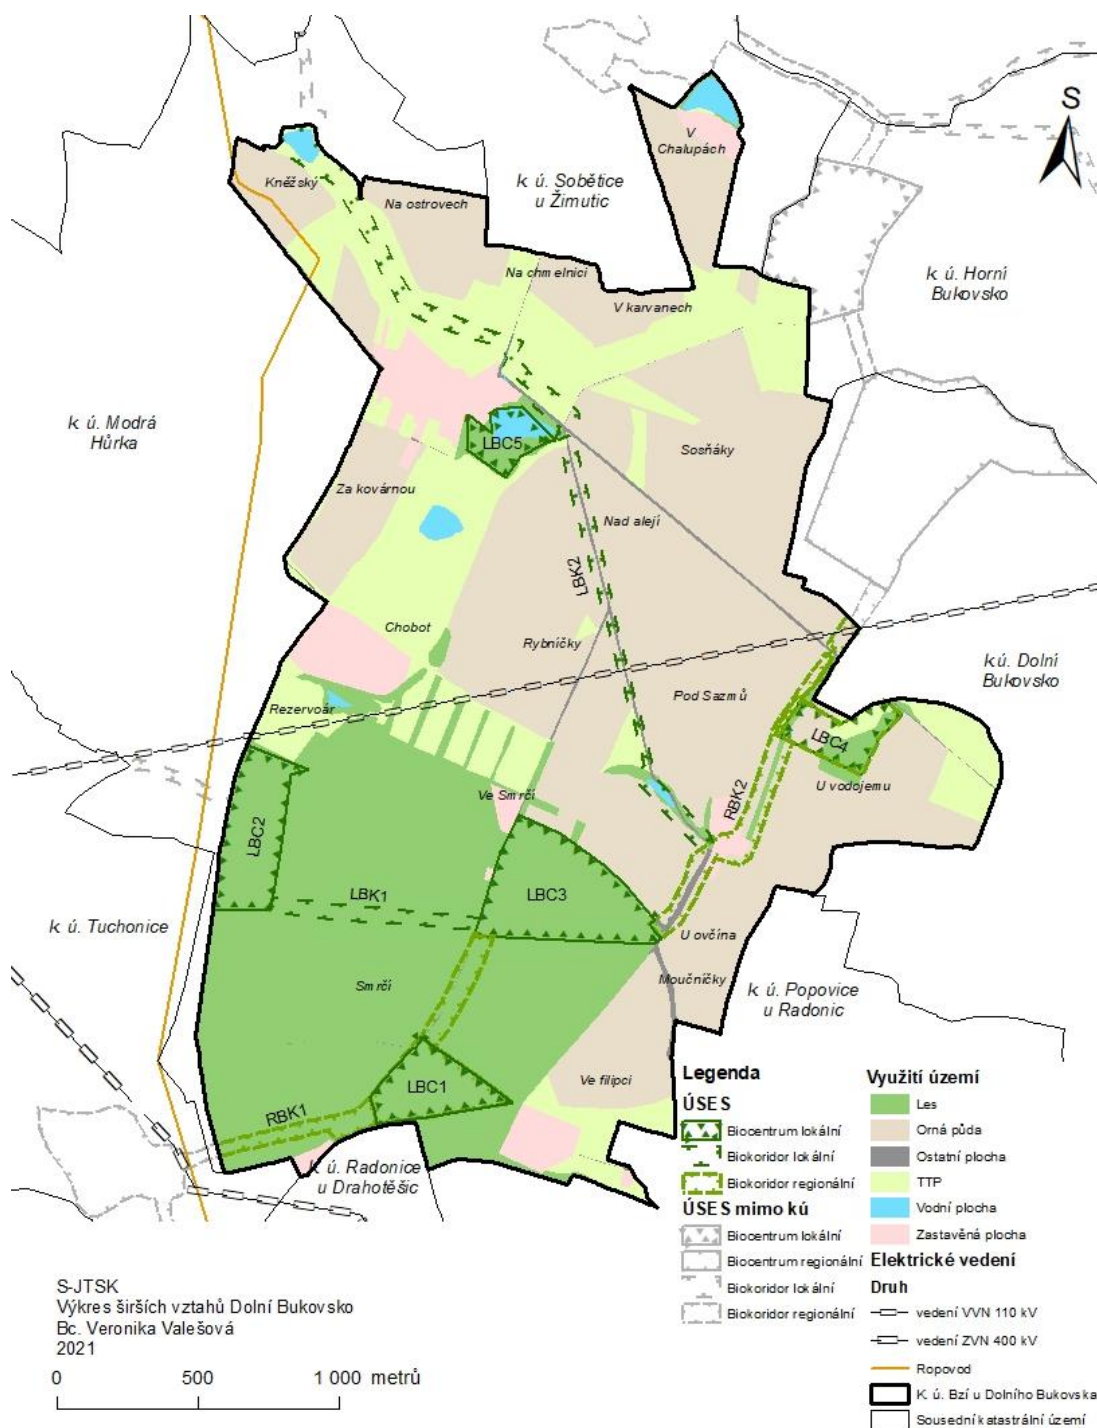 S
V
Chalupách
Kněžský
k. ú. Soběticе
u Žimutic
Na ostrovech
Na chmelnici
k. ú. Horní
Bukovsko
V karvanech
k. ú. Modrá
Hůrka
LBC5
Sosňáky
Za kovárnou
Nad alejí
LBK2
Chobot
Rybníčky
k.ú. Dolní
Bukovsko
Pod Sazmů
Rezervoár
LBC4
U vodojemu
RBK2
Ve Smrčí
LBC2
LBK1
LBC3
k. ú. Tuchonice
U ovčína
Smrčí
Moučníčky
k. ú. Popovice
u Radonic
LBC1
Ve filipci
RBK1
k. ú. Radonice
u Drahotěšic
Legenda
ÚSES
Biocentrum lokální
Biokoridor lokální
Biokoridor regionální
ÚSES mimo kú
Biocentrum lokální
Biocentrum regionální
Biokoridor lokální
Biokoridor regionální
Využití území
Les
Orná půda
Ostatní plocha
TTP
Vodní plocha
Zastavěná plocha
Elektrické vedení
Druh
vedení VVN 110 kV
vedení ZVN 400 kV
Ropovod
K. ú. Bzí u Dolního Bukovska
Sousední katastrální území
S-JTSK
Výkres širších vztahů Dolní Bukovsko
Bc. Veronika Valešová
2021
0 500 1 000 metrů